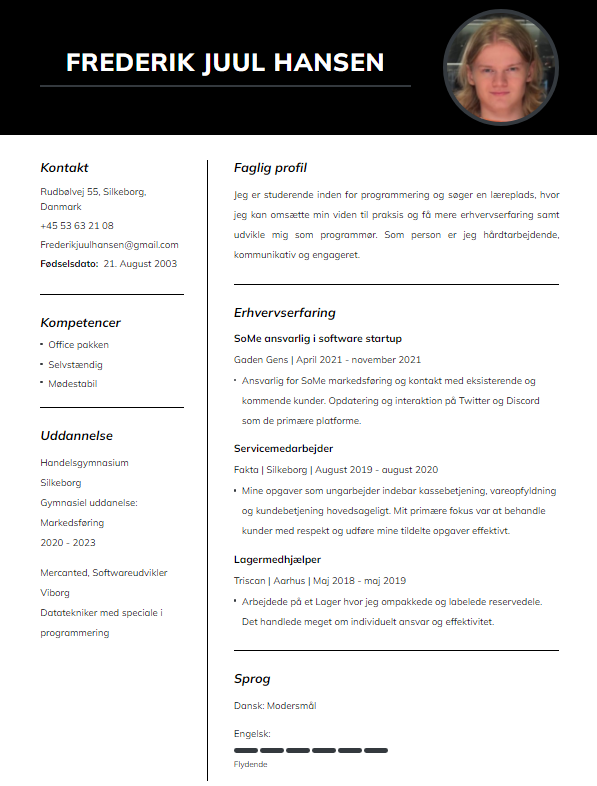 FREDERIK JUUL HANSEN
Kontakt
Rudbølvej 55, Silkeborg,
Danmark
+45 53 63 21 08
Frederikjuulhansen@gmail.com
Fødselsdato: 21. August 2003
Kompetencer
• Office pakken
• Selvstændig
• Mødestabil
Uddannelse
Handelsgymnasium
Silkeborg
Gymnasiel uddanelse:
Markedsføring
2020 - 2023
Mercanted, Softwareudvikler
Viborg
Datatekniker med speciale i
programmering
Faglig profil
Jeg er studerende inden for programmering og søger en læreplads, hvor
jeg kan omsætte min viden til praksis og få mere erhvervserfaring samt
udvikle mig som programmør. Som person er jeg hårdtarbejdende,
kommunikativ og engageret.
Erhvervserfaring
SoMe ansvarlig i software startup
Gaden Gens | April 2021 - november 2021
• Ansvarlig for SoMe markedsføring og kontakt med eksisterende og
kommende kunder. Opdatering og interaktion på Twitter og Discord
som de primære platforme.
Servicemedarbejder
Fakta | Silkeborg | August 2019 - august 2020
• Mine opgaver som ungarbejder indebar kassebetjening, vareopfyldning
og kundebetjening hovedsageligt. Mit primære fokus var at behandle
kunder med respekt og udføre mine tildelte opgaver effektivt.
Lagermedhjælper
Triscan | Aarhus | Maj 2018 - maj 2019
• Arbejdede på et Lager hvor jeg ompakkede og labelede reservedele.
Det handlede meget om individuelt ansvar og effektivitet.
Sprog
Dansk: Modersmål
Engelsk:
Flydende